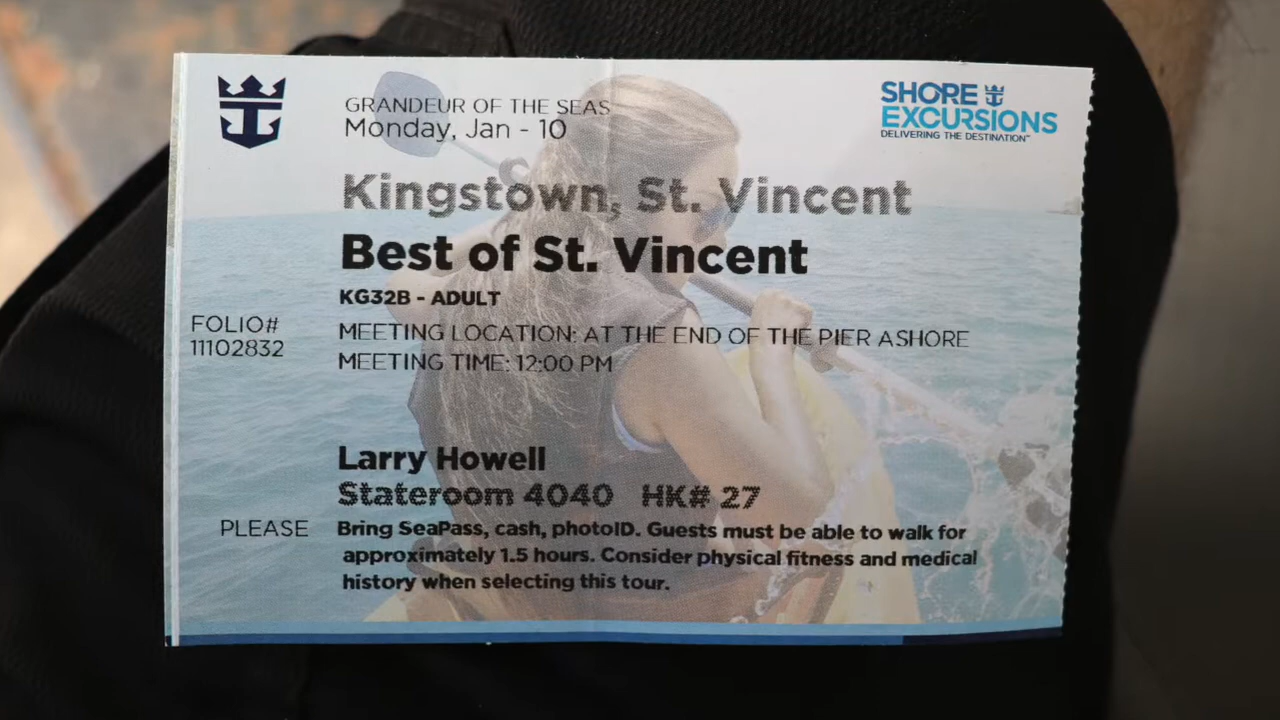 GRANDEUR OF THE SEAS
Monday, Jan - 10
SHORE
EXCURSIONS
DELIVERING THE DESTINATION™
Kingstown, St. Vincent
Best of St. Vincent
KG32B - ADULT
FOLIO#
11102832
MEETING LOCATION: AT THE END OF THE PIER ASHORE
MEETING TIME: 12:00 PM
Larry Howell
Stateroom 4040 HK# 27
PLEASE Bring SeaPass, cash, photoID. Guests must be able to walk for
approximately 1.5 hours. Consider physical fitness and medical
history when selecting this tour.